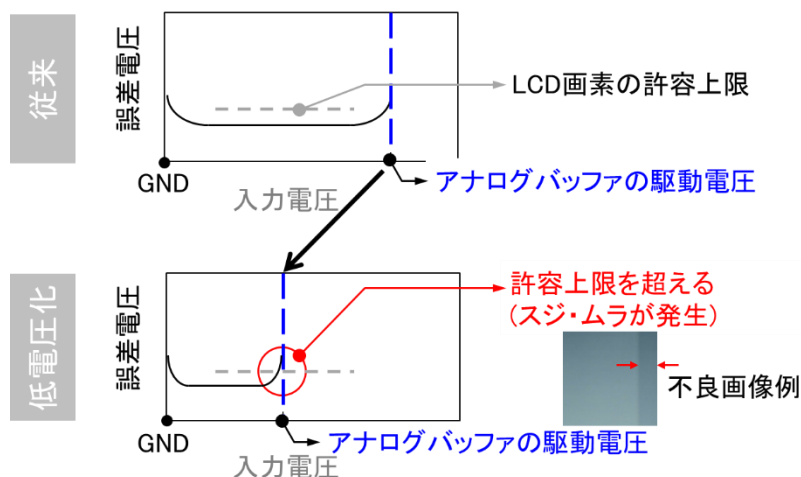 従来
誤差電圧
LCD画素の許容上限
GND
入力電圧
アナログバッファの駆動電圧
低電圧化
誤差電圧
許容上限を超える
(スジ・ムラが発生)
不良画像例
GND
入力電圧
アナログバッファの駆動電圧